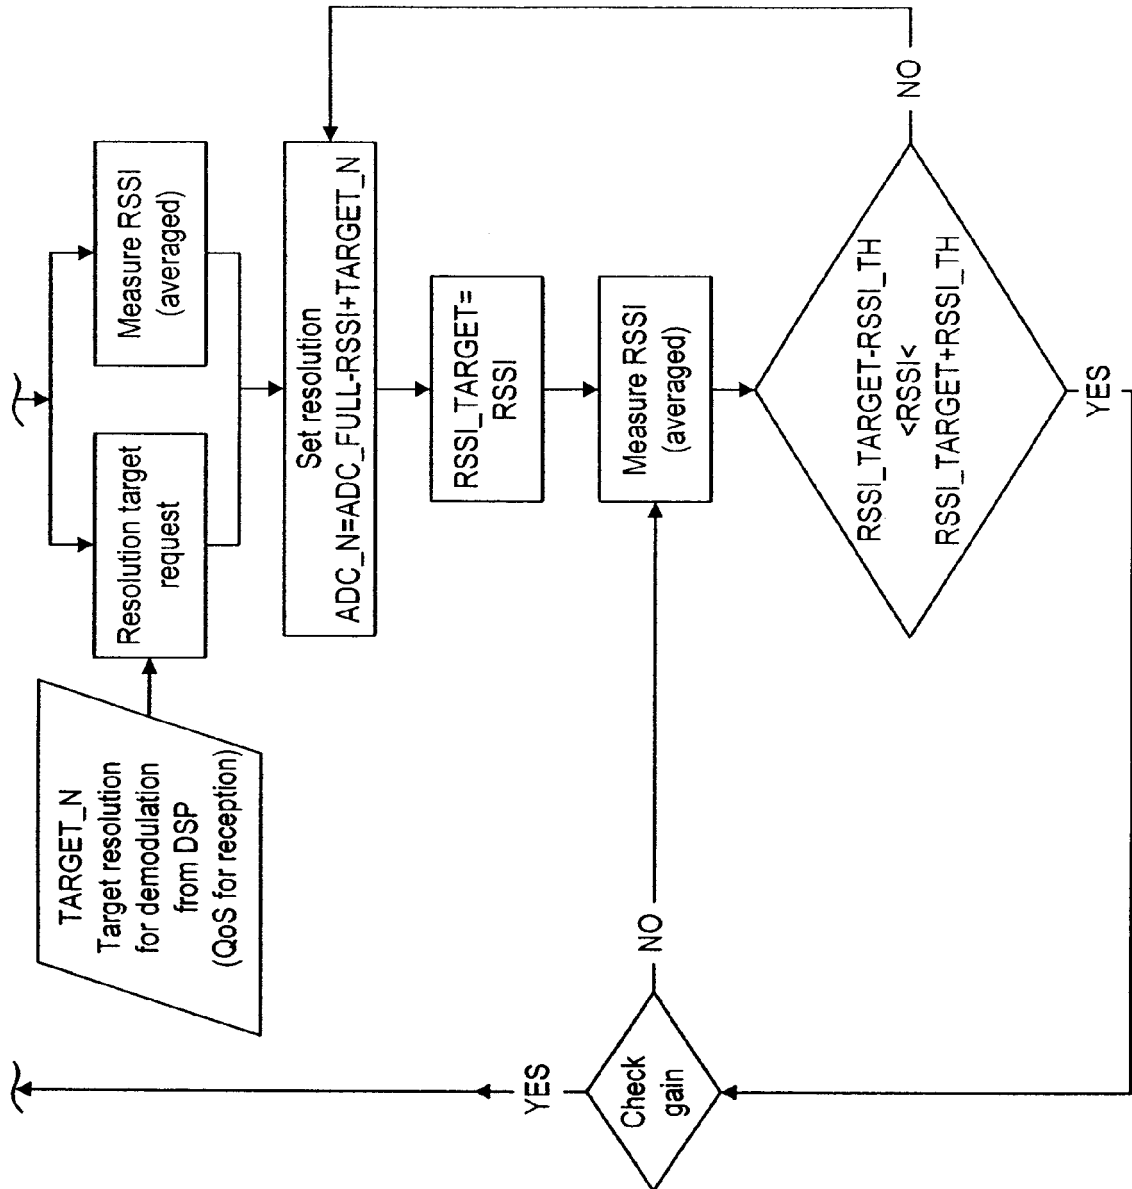 TARGET_N
Target resolution
for demodulation
from DSP
(QoS for reception)
Resolution target
request
Measure RSSI
(averaged)
Set resolution
ADC_N=ADC_FULL-RSSI+TARGET_N
RSSI_TARGET=
RSSI
Measure RSSI
(averaged)
RSSI_TARGET-RSSI_TH
<RSSI<
RSSI_TARGET+RSSI_TH
NO
YES
Check
gain
NO
YES